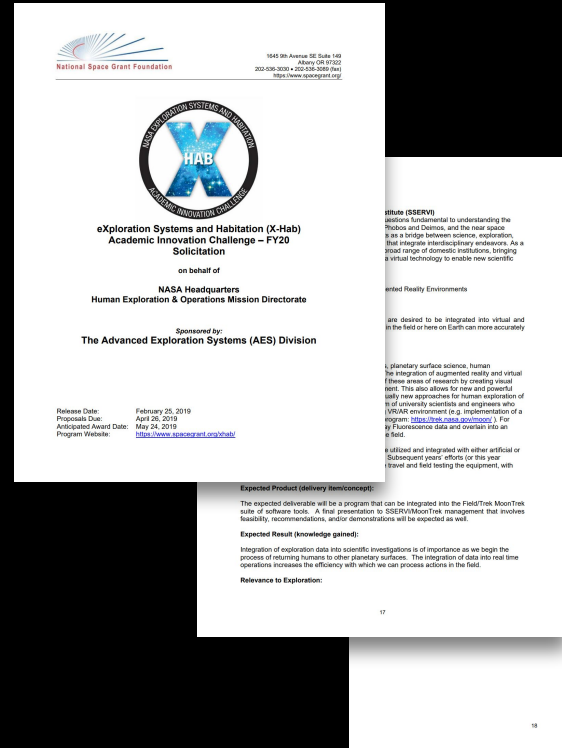 National Space Grant Foundation
1645 9th Avenue SE Suite 149
Albany OR 97322
202-536-3030 • 202-536-3089 (fax)
https://www.spacegrant.org/
NASA EXPLORATION SYSTEMS AND HABITATION
X
HAB
ACADEMIC INNOVATION CHALLENGE
eXploration Systems and Habitation (X-Hab)
Academic Innovation Challenge – FY20
Solicitation
on behalf of
NASA Headquarters
Human Exploration & Operations Mission Directorate
Sponsored by:
The Advanced Exploration Systems (AES) Division
Release Date: February 25, 2019
Proposals Due: April 26, 2019
Anticipated Award Date: May 24, 2019
Program Website: https://www.spacegrant.org/xhab/
stitute (SSERVI)
uestions fundamental to understanding the
Phobos and Deimos, and the near space
s as a bridge between science, exploration,
that integrate interdisciplinary endeavors. As a
broad range of domestic institutions, bringing
a virtual technology to enable new scientific
ented Reality Environments
are desired to be integrated into virtual and
in the field or here on Earth can more accurately
, planetary surface science, human
he integration of augmented reality and virtual
f these areas of research by creating visual
ment. This also allows for new and powerful
ually new approaches for human exploration of
m of university scientists and engineers who
VR/AR environment (e.g. implementation of a
rogram: https://trek.nasa.gov/moon/ ). For
y Fluorescence data and overlain into an
e field.
e utilized and integrated with either artificial or
Subsequent years' efforts (or this year
travel and field testing the equipment, with
Expected Product (delivery item/concept):
The expected deliverable will be a program that can be integrated into the Field/Trek MoonTrek
suite of software tools. A final presentation to SSERVI/MoonTrek management that involves
feasibility, recommendations, and/or demonstrations will be expected as well.
Expected Result (knowledge gained):
Integration of exploration data into scientific investigations is of importance as we begin the
process of returning humans to other planetary surfaces. The integration of data into real time
operations increases the efficiency with which we can process actions in the field.
Relevance to Exploration:
17
18